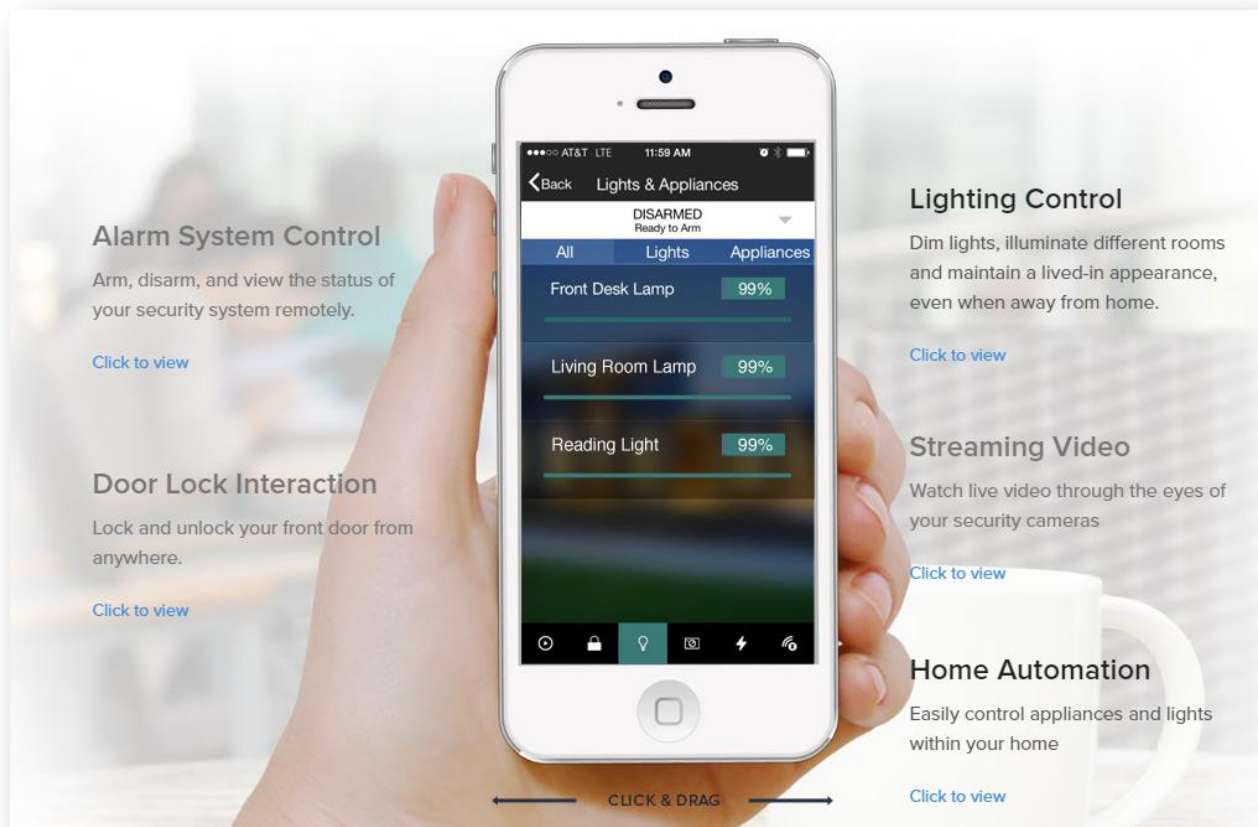 Alarm System Control
Arm, disarm, and view the status of
your security system remotely.
Click to view
Door Lock Interaction
Lock and unlock your front door from
anywhere.
Click to view
AT&T LTE 11:59 AM
Back Lights & Appliances
DISARMED
Ready to Arm
All Lights Appliances
Front Desk Lamp 99%
Living Room Lamp 99%
Reading Light 99%
CLICK & DRAG
Lighting Control
Dim lights, illuminate different rooms
and maintain a lived-in appearance,
even when away from home.
Click to view
Streaming Video
Watch live video through the eyes of
your security cameras
Click to view
Home Automation
Easily control appliances and lights
within your home
Click to view